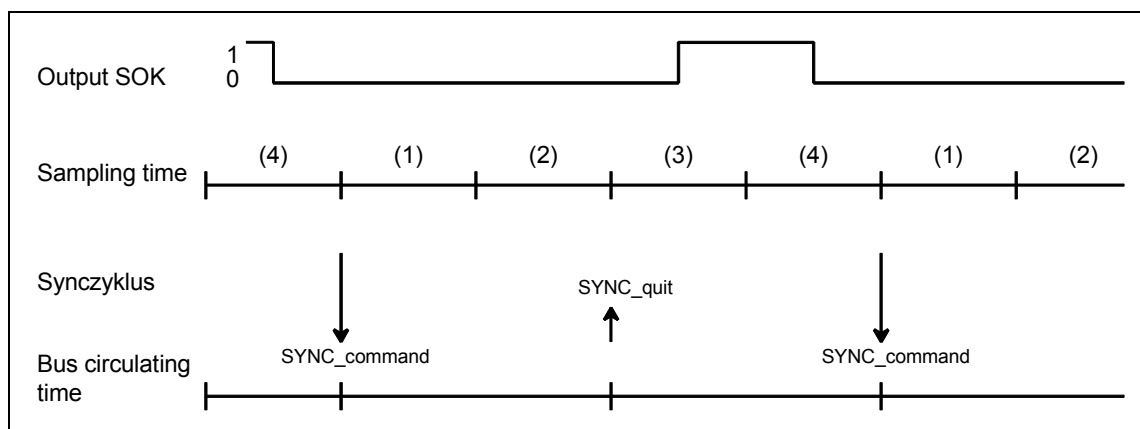 1
Output SOK
0
(4) (1) (2) (3) (4) (1) (2)
Sampling time
Synczyklus
SYNC_quit
SYNC_command SYNC_command
Bus circulating
time